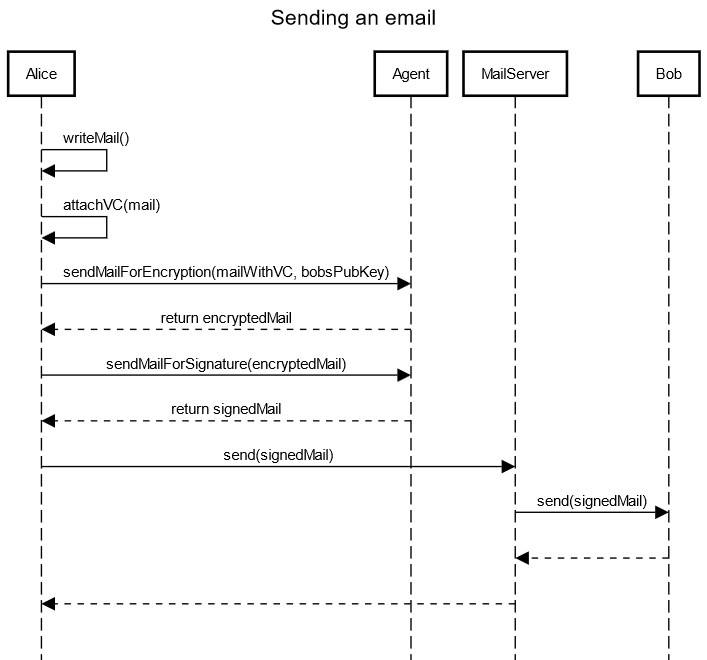 Sending an email
Alice
Agent
MailServer
Bob
writeMail()
attachVC(mail)
sendMailForEncryption(mailWithVC, bobsPubKey)
return encryptedMail
sendMailForSignature(encryptedMail)
return signedMail
send(signedMail)
send(signedMail)